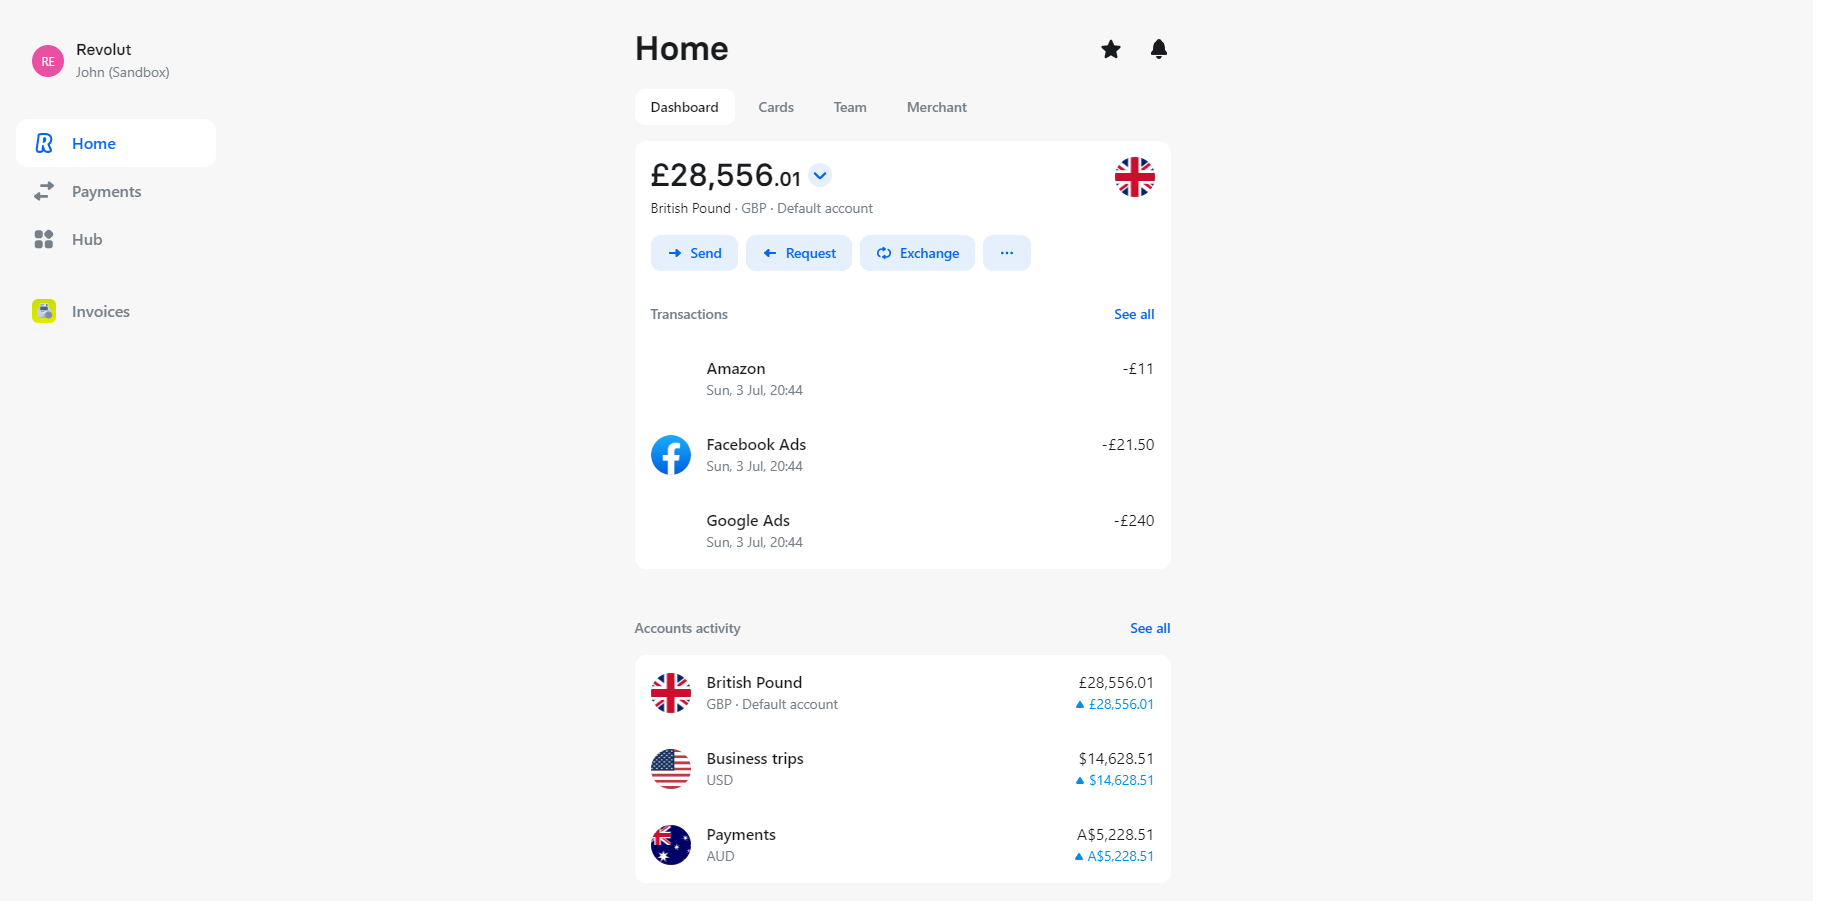 RE
Revolut
John (Sandbox)
Home
Payments
Hub
Invoices
Home
Dashboard Cards Team Merchant
£28,556.01
British Pound · GBP · Default account
Send Request Exchange ···
Transactions See all
Amazon -£11
Sun, 3 Jul, 20:44
Facebook Ads -£21.50
Sun, 3 Jul, 20:44
Google Ads -£240
Sun, 3 Jul, 20:44
Accounts activity See all
British Pound £28,556.01
GBP · Default account ▲ £28,556.01
Business trips $14,628.51
USD ▲ $14,628.51
Payments A$5,228.51
AUD ▲ A$5,228.51